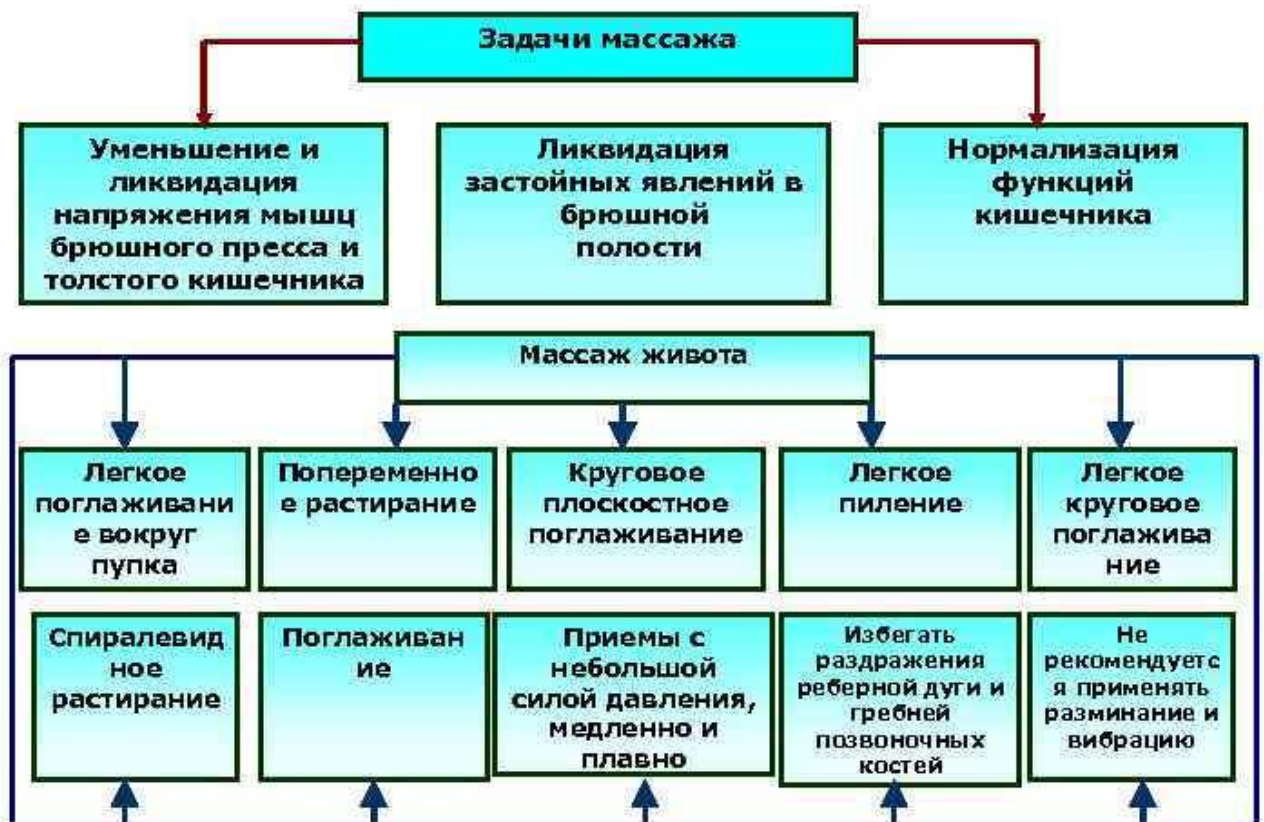 Задачи массажа
Уменьшение и
ликвидация
напряжения мышц
брюшного пресса и
толстого кишечника
Ликвидация
застойных явлений в
брюшной
полости
Нормализация
функций
кишечника
Массаж живота
Легкое
поглаживани
е вокруг
пупка
Попеременно
е растирание
Круговое
плоскостное
поглаживание
Легкое
пиление
Легкое
круговое
поглажива
ние
Спиралевид
ное
растирание
Поглаживан
ие
Приемы с
небольшой
силой давления,
медленно и
плавно
Избегать
раздражения
реберной дуги и
гребней
позвоночных
костей
Не
рекомендуетс
я применять
разминание и
вибрацию